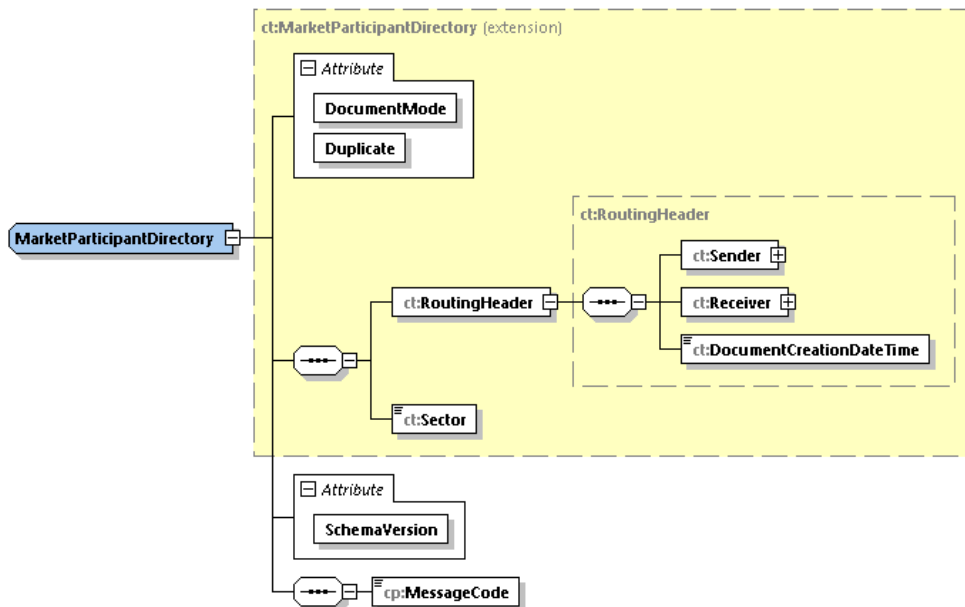 ct:MarketParticipantDirectory (extension)
Attribute
DocumentMode
Duplicate
MarketParticipantDirectory
ct:RoutingHeader
ct:RoutingHeader
ct:Sender
ct:Receiver
ct:DocumentCreationDateTime
ct:Sector
Attribute
SchemaVersion
cp:MessageCode